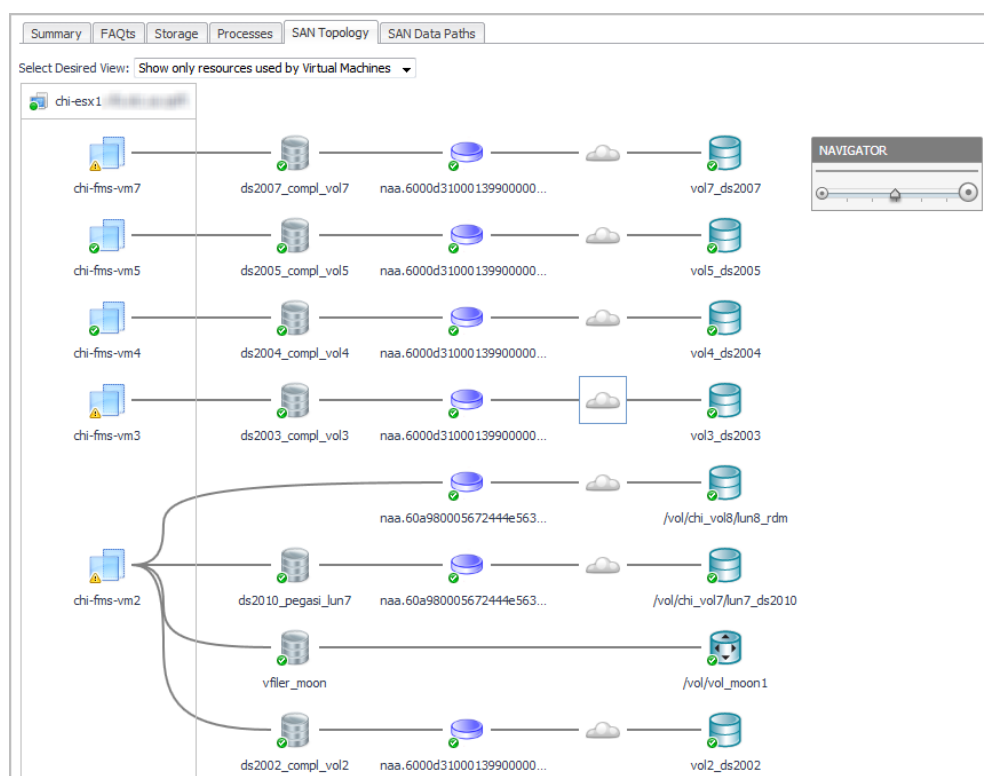 Summary FAQts Storage Processes SAN Topology SAN Data Paths
Select Desired View: Show only resources used by Virtual Machines
chi-esx1
NAVIGATOR
chi-fms-vm7 ds2007_compl_vol7 naa.6000d31000139900000... vol7_ds2007
chi-fms-vm5 ds2005_compl_vol5 naa.6000d31000139900000... vol5_ds2005
chi-fms-vm4 ds2004_compl_vol4 naa.6000d31000139900000... vol4_ds2004
chi-fms-vm3 ds2003_compl_vol3 naa.6000d31000139900000... vol3_ds2003
naa.60a980005672444e563... /vol/chi_vol8/lun8_rdm
chi-fms-vm2 ds2010_pegasi_lun7 naa.60a980005672444e563... /vol/chi_vol7/lun7_ds2010
vfiler_moon /vol/vol_moon1
ds2002_compl_vol2 naa.6000d31000139900000... vol2_ds2002